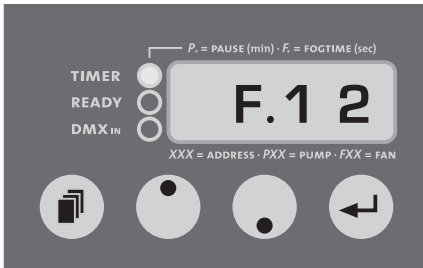 P. = PAUSE (min) · F. = FOGTIME (sec)
TIMER
READY
DMX IN
F.12
XXX = ADDRESS · PXX = PUMP · FXX = FAN